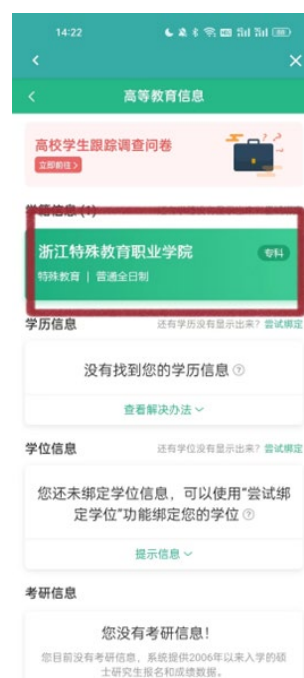 14:22
高等教育信息
高校学生跟踪调查问卷
立即前往>
学籍信息 (1)
浙江特殊教育职业学院
专科
特殊教育 | 普通全日制
学历信息
还有学历没有显示出来？尝试绑定
没有找到您的学历信息
查看解决办法
学位信息
还有学位没有显示出来？尝试绑定
您还未绑定学位信息，可以使用“尝试绑
定学位”功能绑定您的学位
提示信息
考研信息
您没有考研信息！
您目前没有考研信息，系统提供2006年以来入学的硕
士研究生报名和成绩数据。